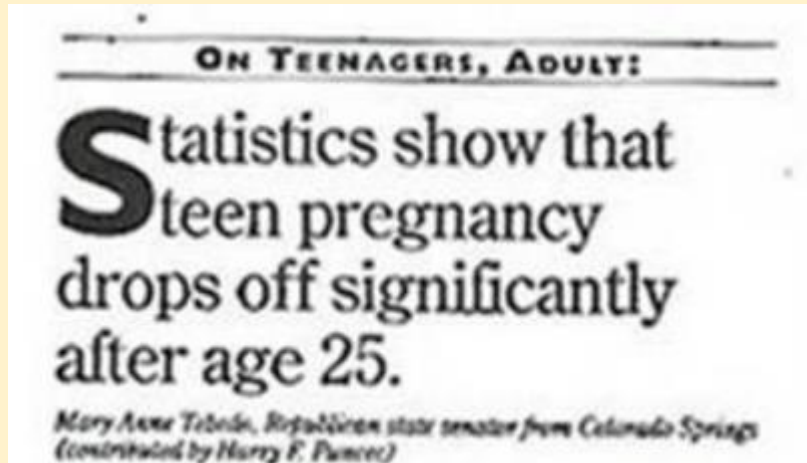 ON TEENAGERS, ADULT:
Statistics show that
teen pregnancy
drops off significantly
after age 25.
Mary Anne Tebedo, Republican state senator from Colorado Springs
(contributed by Harry F. Puncec)